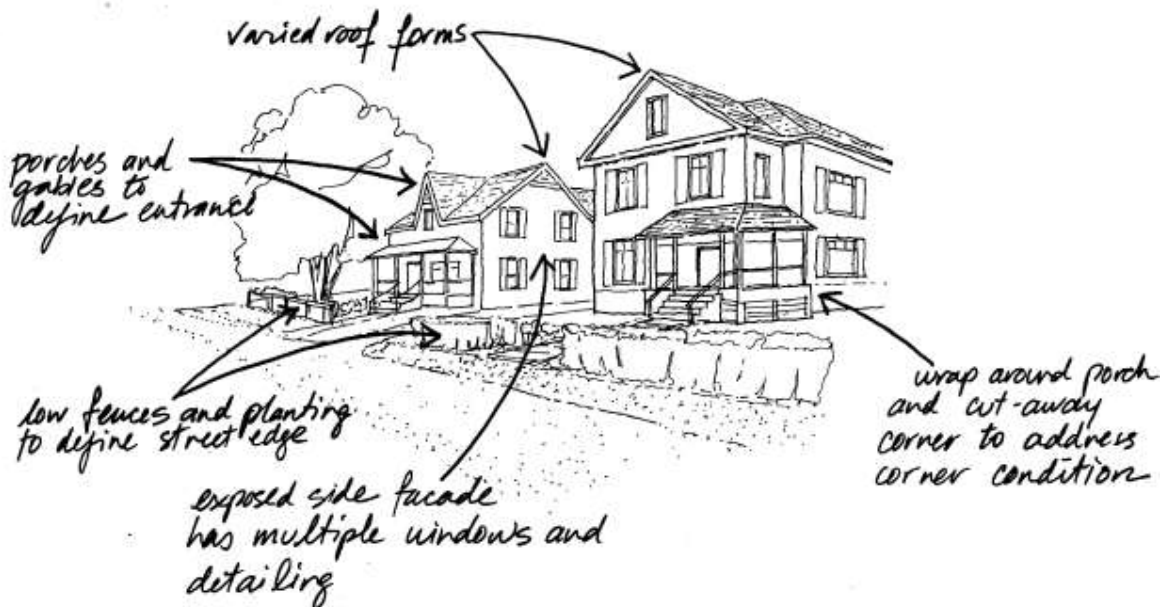 varied roof forms
porches and
gables to
define entrance
low fences and planting
to define street edge
exposed side facade
has multiple windows and
detailing
wrap around porch
and cut-away
corner to address
corner condition